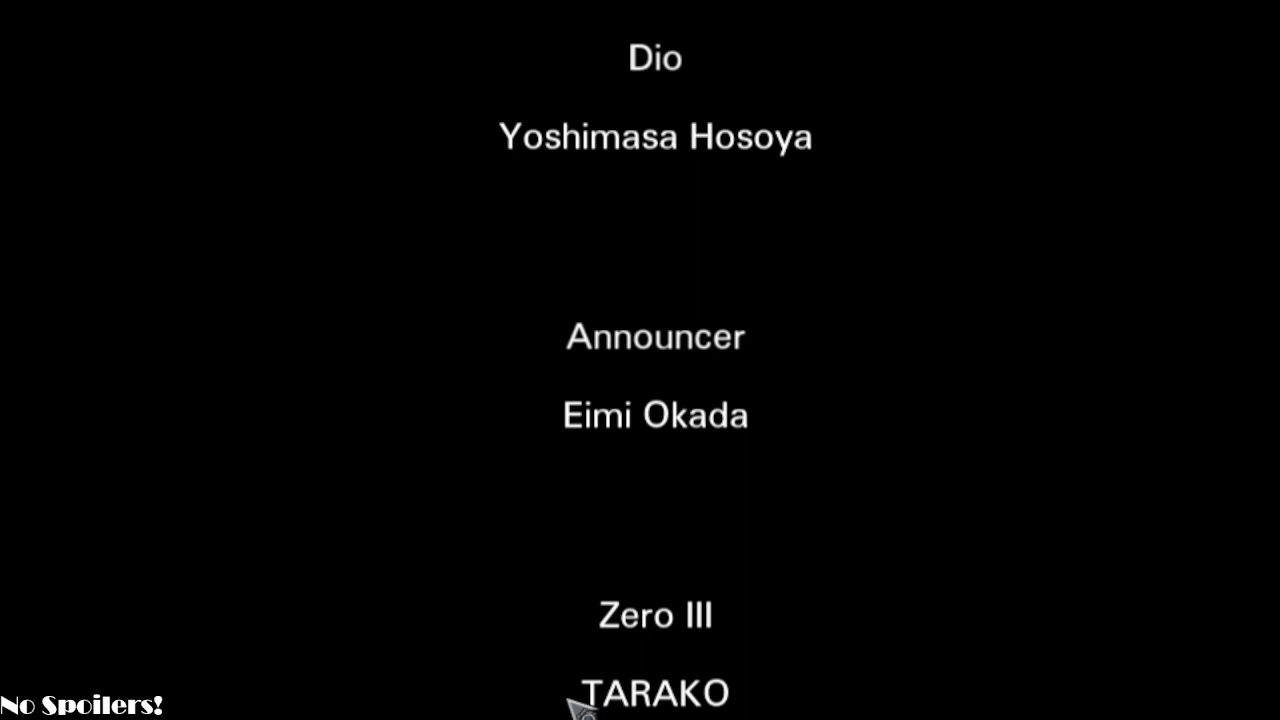 Dio
Yoshimasa Hosoya
Announcer
Eimi Okada
Zero III
TARAKO
No Spoilers!